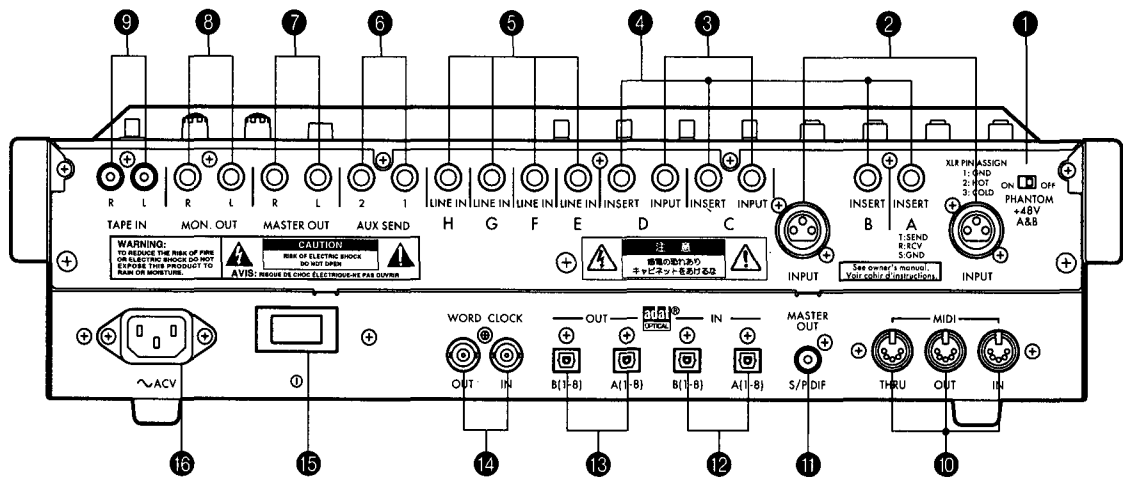 9 8 7 6 5 4 3 2 1
XLR PIN ASSIGN
1: GND
2: HOT
3: COLD
ON OFF
PHANTOM
+48V
A&B
R L R L R L 2 1 LINE IN LINE IN LINE IN LINE IN INSERT INPUT INSERT INPUT INSERT INSERT
TAPE IN MON. OUT MASTER OUT AUX SEND H G F E D C B A
T:SEND
R:RCV
S:GND
INPUT INPUT
See owner's manual.
Voir cahir d'instructions.
WARNING:
TO REDUCE THE RISK OF FIRE
OR ELECTRIC SHOCK DO NOT
EXPOSE THIS PRODUCT TO
RAIN OR MOISTURE.
CAUTION
RISK OF ELECTRIC SHOCK
DO NOT OPEN
AVIS: RISQUE DE CHOC ÉLECTRIQUE-NE PAS OUVRIR
注 意
感電の恐れあり
キャビネットをあけるな
WORD CLOCK OUT adat® OPTICAL IN MASTER OUT MIDI
~ACV OUT IN B(1-8) A(1-8) B(1-8) A(1-8) S/PDIF THRU OUT IN
16 15 14 13 12 11 10